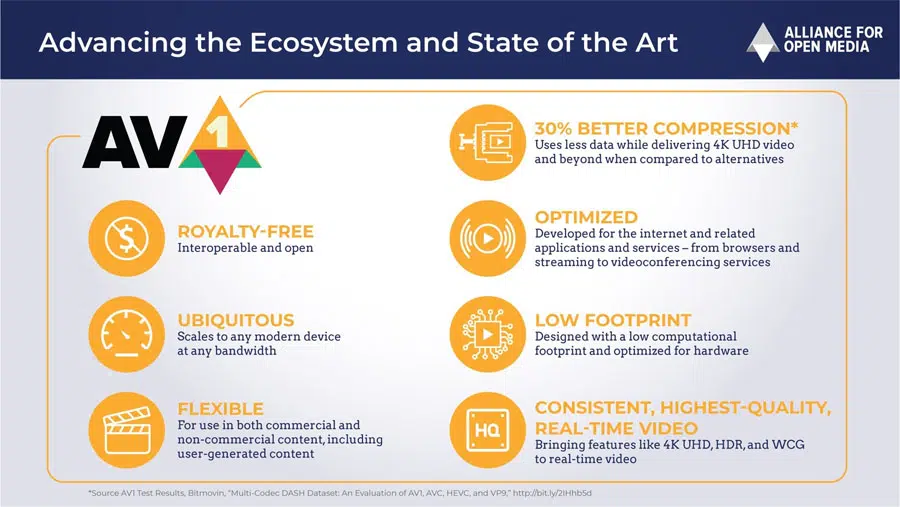 Advancing the Ecosystem and State of the Art
ALLIANCE FOR
OPEN MEDIA
AV1
ROYALTY-FREE
Interoperable and open
UBIQUITOUS
Scales to any modern device
at any bandwidth
FLEXIBLE
For use in both commercial and
non-commercial content, including
user-generated content
30% BETTER COMPRESSION*
Uses less data while delivering 4K UHD video
and beyond when compared to alternatives
OPTIMIZED
Developed for the internet and related
applications and services – from browsers and
streaming to videoconferencing services
LOW FOOTPRINT
Designed with a low computational
footprint and optimized for hardware
HQ
CONSISTENT, HIGHEST-QUALITY,
REAL-TIME VIDEO
Bringing features like 4K UHD, HDR, and WCG
to real-time video
*Source AV1 Test Results, Bitmovin, "Multi-Codec DASH Dataset: An Evaluation of AV1, AVC, HEVC, and VP9," http://bit.ly/2IHhb5d